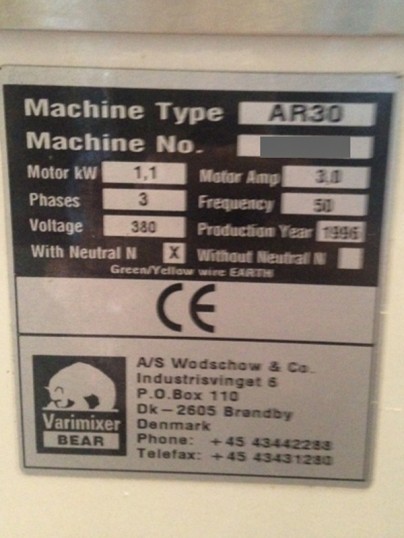 Machine Type AR30
Machine No.
Motor kW 1,1 Motor Amp 3,0
Phases 3 Frequency 50
Voltage 380 Production Year 1996
With Neutral N X Without Neutral N
Green/Yellow wire EARTH
CE
A/S Wodschow & Co.
Industrisvinget 6
P.O.Box 110
Dk-2605 Brøndby
Denmark
Phone: +45 43442288
Telefax: +45 43431280
Varimixer
BEAR